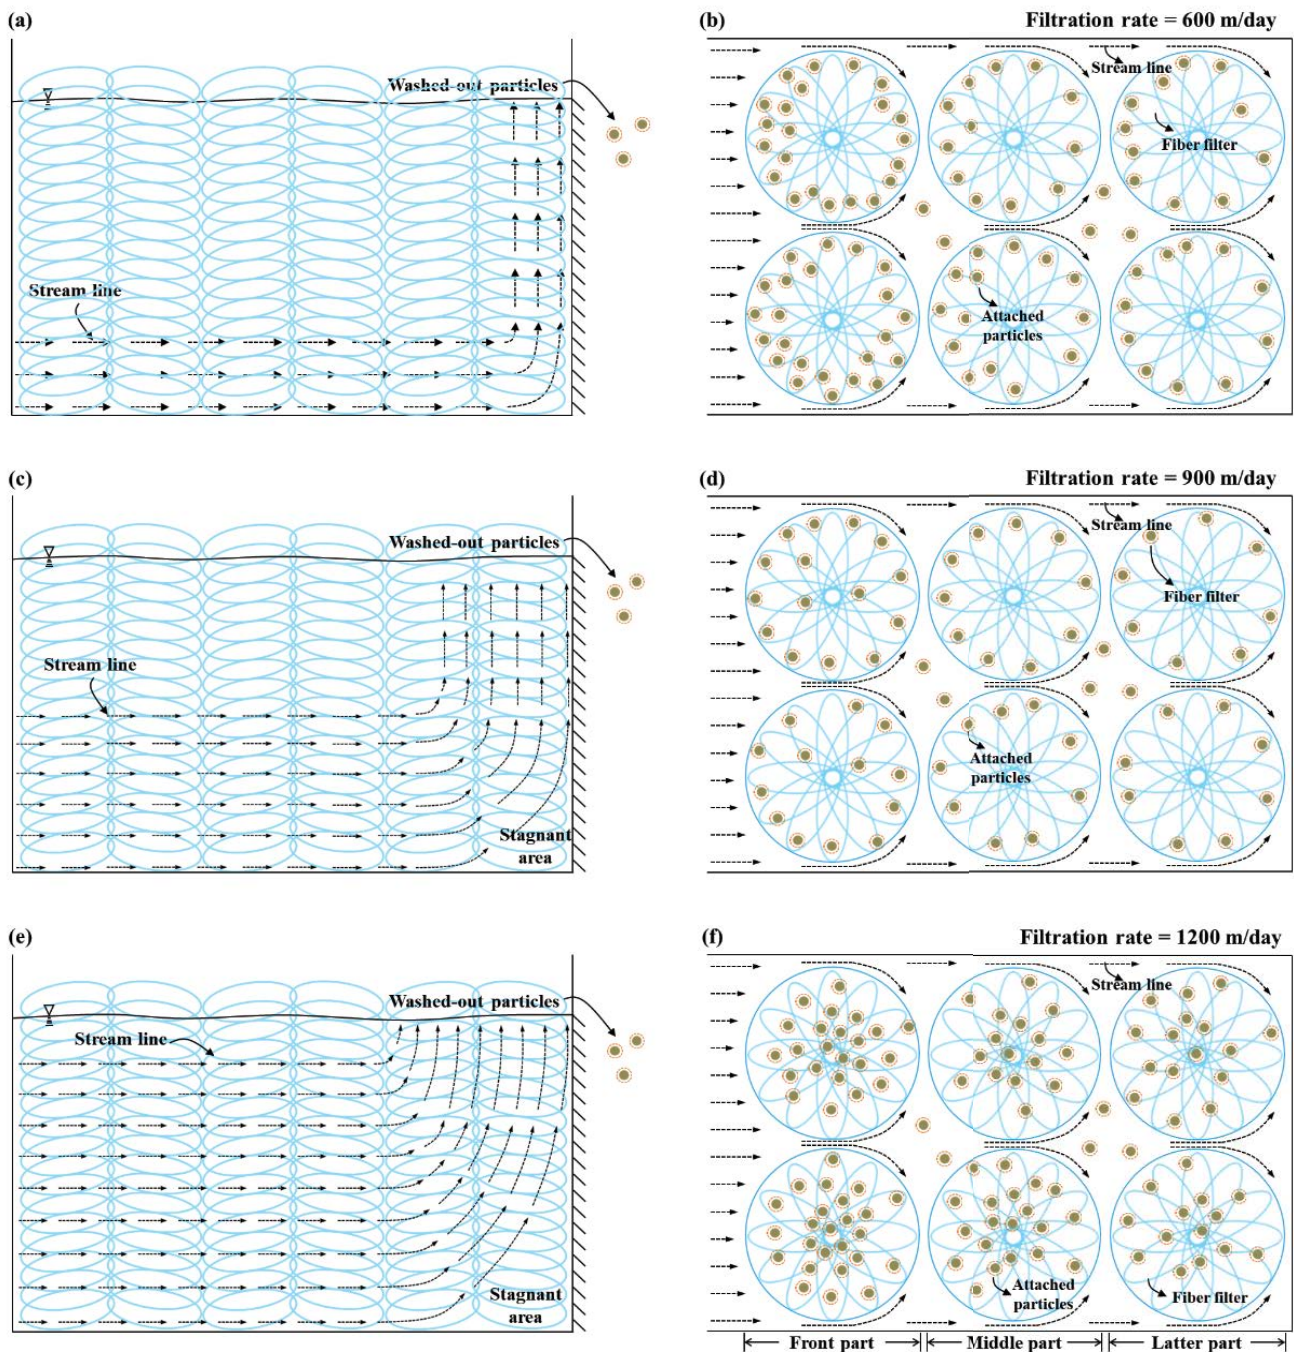 (a)
Washed-out particles
Stream line
(b)
Filtration rate = 600 m/day
Stream line
Fiber filter
Attached
particles
(c)
Washed-out particles
Stream line
Stagnant
area
(d)
Filtration rate = 900 m/day
Stream line
Fiber filter
Attached
particles
(e)
Washed-out particles
Stream line
Stagnant
area
(f)
Filtration rate = 1200 m/day
Stream line
Attached
particles
Fiber filter
Front part
Middle part
Latter part